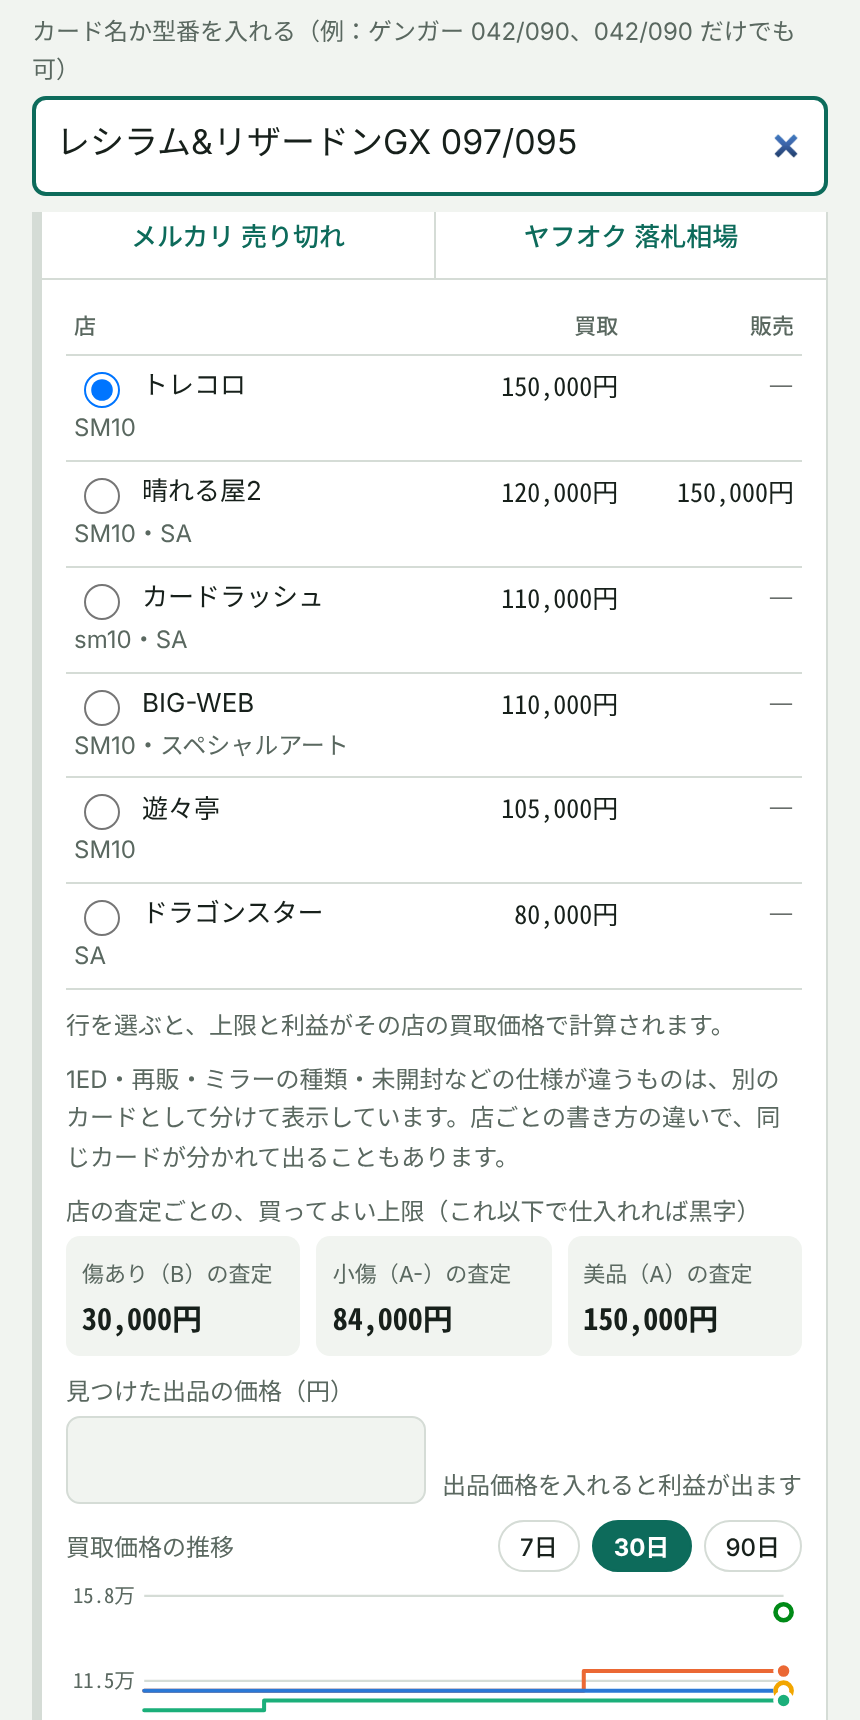 カード名か型番を入れる（例：ゲンガー 042/090、042/090 だけでも
可）
レシラム&リザードンGX 097/095
メルカリ 売り切れ ヤフオク 落札相場
店 買取 販売
トレコロ 150,000円 —
SM10
晴れる屋2 120,000円 150,000円
SM10・SA
カードラッシュ 110,000円 —
sm10・SA
BIG-WEB 110,000円 —
SM10・スペシャルアート
遊々亭 105,000円 —
SM10
ドラゴンスター 80,000円 —
SA
行を選ぶと、上限と利益がその店の買取価格で計算されます。
1ED・再販・ミラーの種類・未開封などの仕様が違うものは、別の
カードとして分けて表示しています。店ごとの書き方の違いで、同
じカードが分かれて出ることもあります。
店の査定ごとの、買ってよい上限（これ以下で仕入れれば黒字）
傷あり（B）の査定 小傷（A-）の査定 美品（A）の査定
30,000円 84,000円 150,000円
見つけた出品の価格（円）
出品価格を入れると利益が出ます
買取価格の推移 7日 30日 90日
15.8万
11.5万